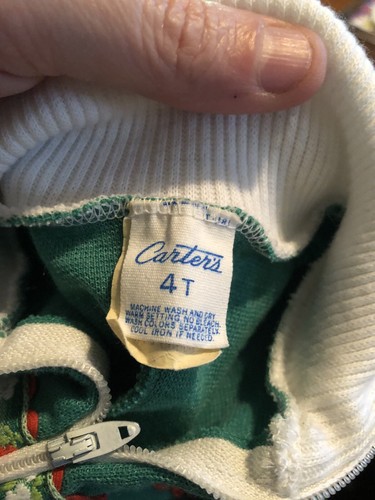 Carter's
4T
MACHINE WASH AND DRY
WARM SETTING. NO BLEACH.
WASH COLORS SEPARATELY.
COOL IRON IF NEEDED.